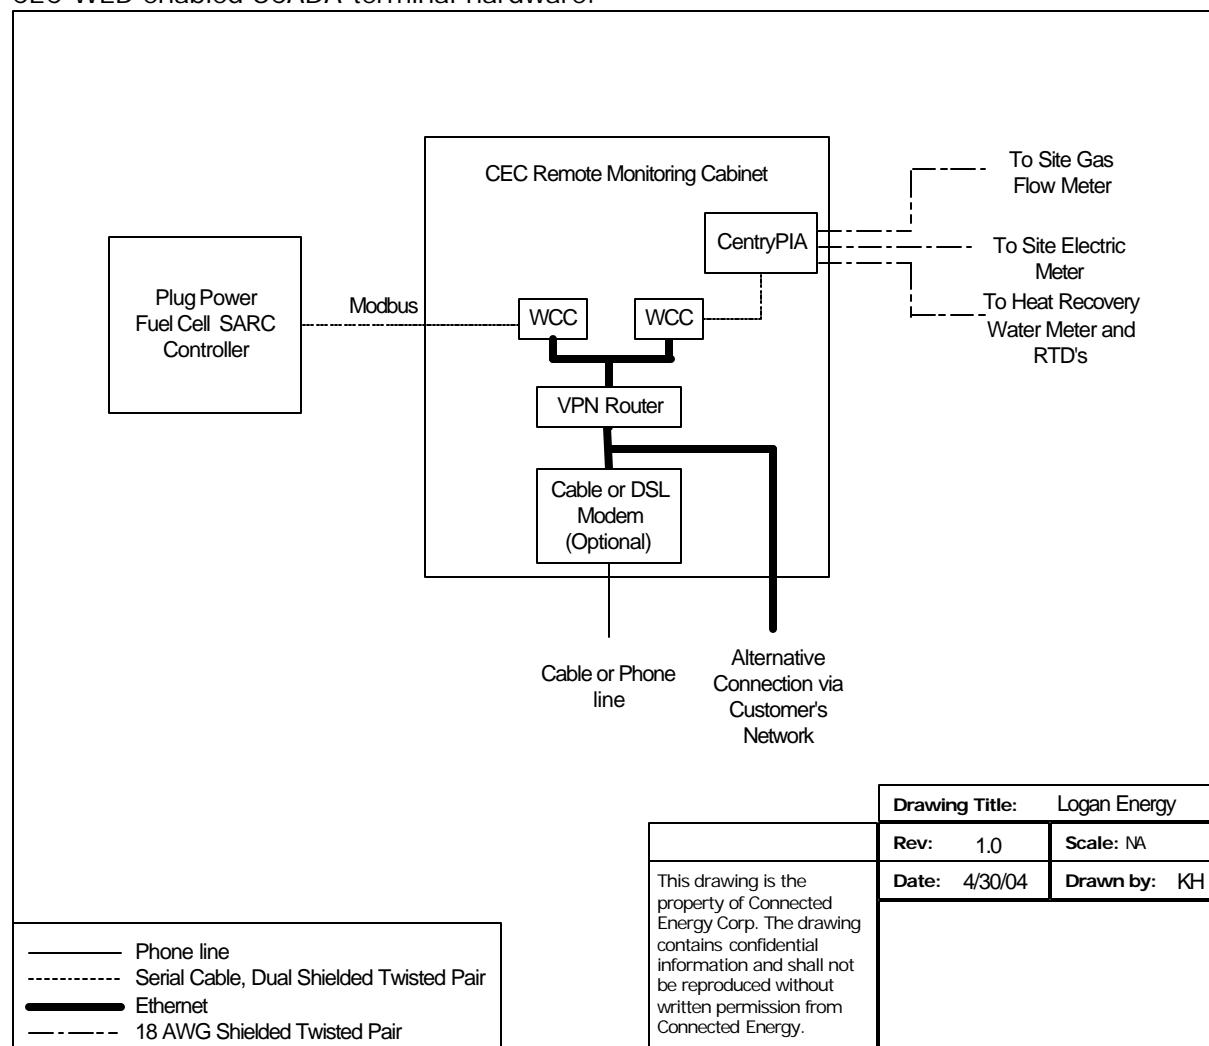 CEC WEB enabled SCADA terminal hardware.
CEC Remote Monitoring Cabinet
To Site Gas
Flow Meter
CentryPIA
To Site Electric
Meter
Plug Power
Fuel Cell SARC
Controller
Modbus
WCC
WCC
To Heat Recovery
Water Meter and
RTD's
VPN Router
Cable or DSL
Modem
(Optional)
Cable or Phone
line
Alternative
Connection via
Customer's
Network
Drawing Title: Logan Energy
Rev: 1.0 Scale: NA
Date: 4/30/04 Drawn by: KH
This drawing is the
property of Connected
Energy Corp. The drawing
contains confidential
information and shall not
be reproduced without
written permission from
Connected Energy.
Phone line
Serial Cable, Dual Shielded Twisted Pair
Ethernet
18 AWG Shielded Twisted Pair